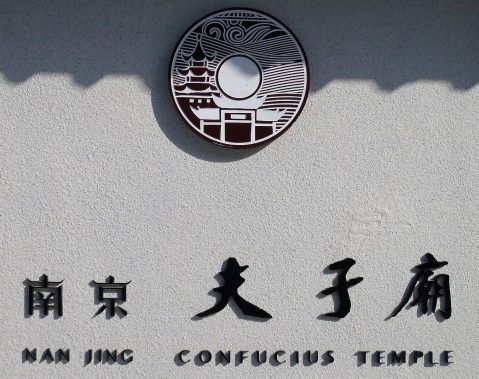 南京 夫子廟
NAN JING CONFUCIUS TEMPLE